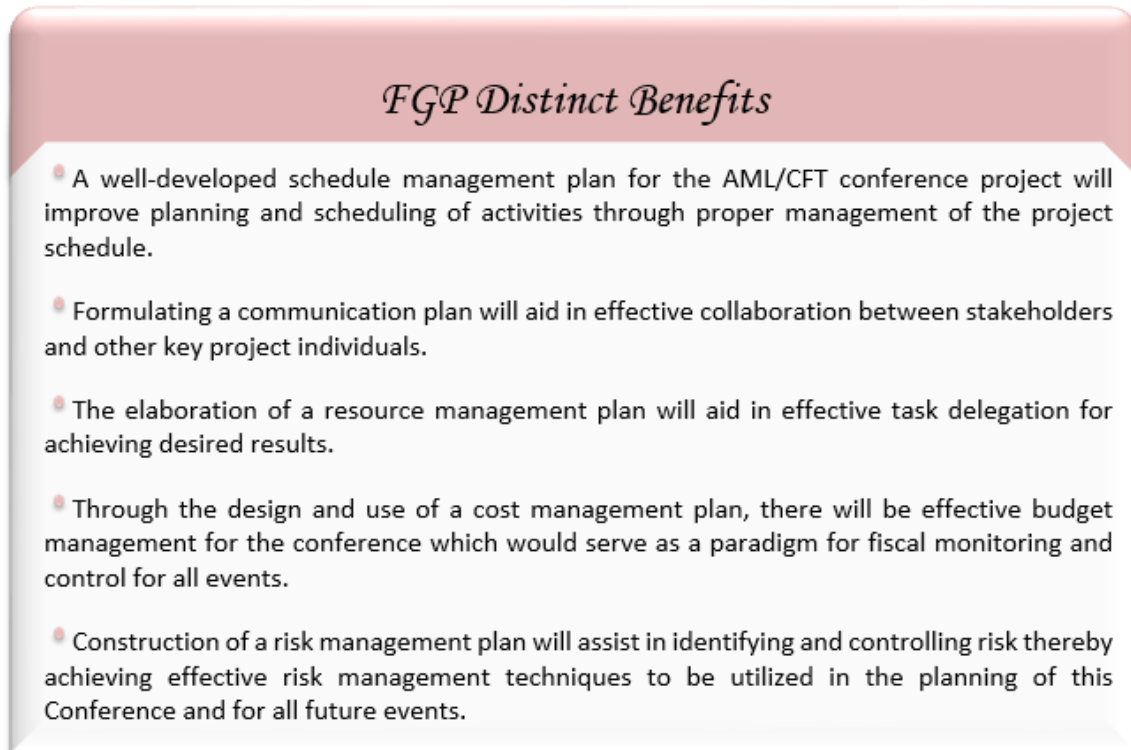 FGP Distinct Benefits
• A well-developed schedule management plan for the AML/CFT conference project will
improve planning and scheduling of activities through proper management of the project
schedule.
• Formulating a communication plan will aid in effective collaboration between stakeholders
and other key project individuals.
• The elaboration of a resource management plan will aid in effective task delegation for
achieving desired results.
• Through the design and use of a cost management plan, there will be effective budget
management for the conference which would serve as a paradigm for fiscal monitoring and
control for all events.
• Construction of a risk management plan will assist in identifying and controlling risk thereby
achieving effective risk management techniques to be utilized in the planning of this
Conference and for all future events.